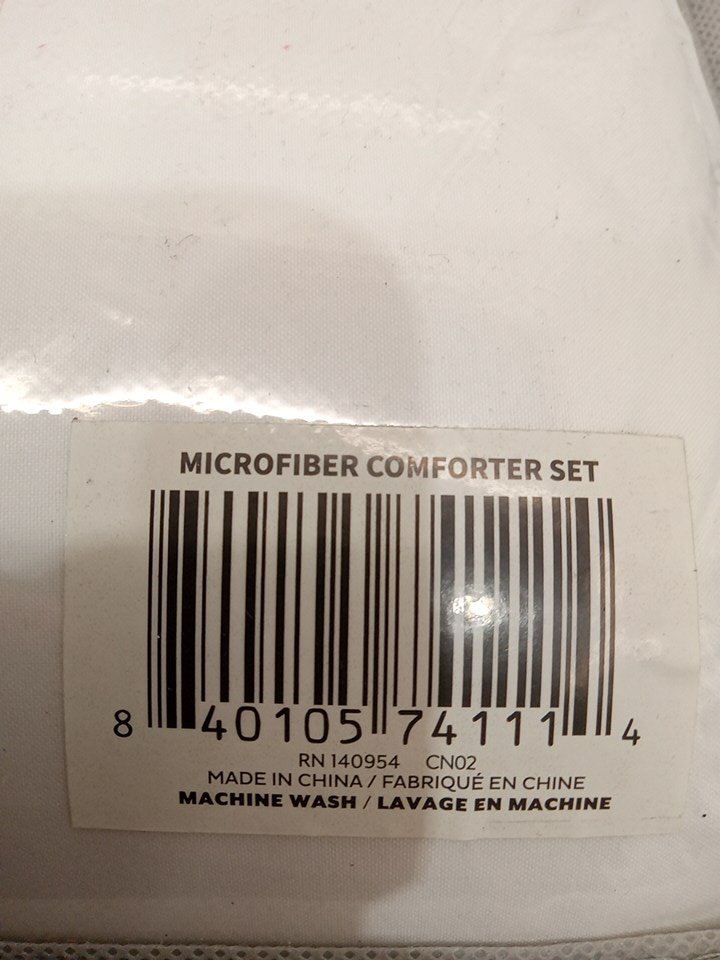 MICROFIBER COMFORTER SET
8 40105 74111 4
RN 140954 CN02
MADE IN CHINA / FABRIQUÉ EN CHINE
MACHINE WASH / LAVAGE EN MACHINE